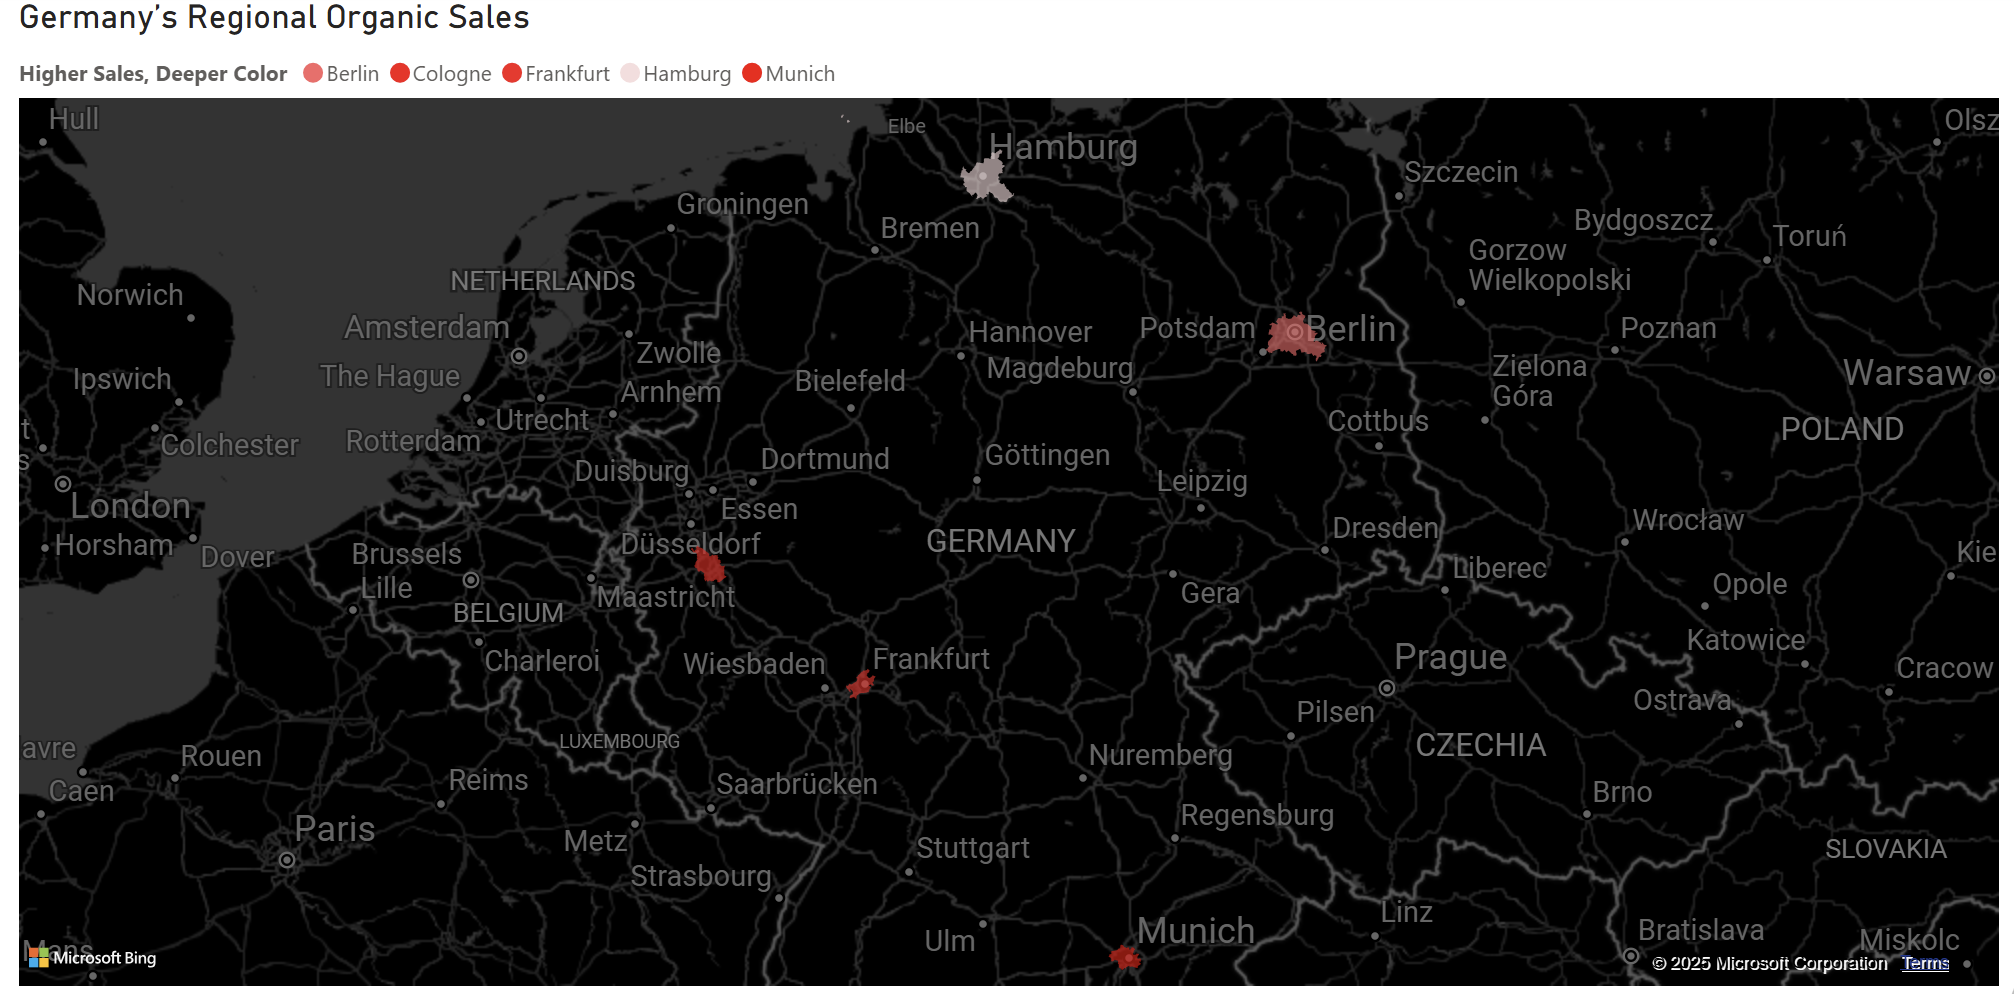 Germany’s Regional Organic Sales
Higher Sales, Deeper Color Berlin Cologne Frankfurt Hamburg Munich
Hull
Elbe
Olsz
Hamburg
Szczecin
Groningen
Bremen
Bydgoszcz
Toruń
Gorzow
Wielkopolski
NETHERLANDS
Norwich
Amsterdam
Hannover
Potsdam
Berlin
Poznan
Zwolle
Magdeburg
The Hague
Ipswich
Arnhem
Bielefeld
Zielona
Góra
Warsaw
Utrecht
Cottbus
POLAND
t
Colchester
Rotterdam
s
Duisburg
Dortmund
Göttingen
Leipzig
London
Essen
Horsham
Dover
Brussels
Düsseldorf
GERMANY
Dresden
Wrocław
Kie
Lille
Maastricht
Gera
Liberec
Opole
BELGIUM
Charleroi
Wiesbaden
Frankfurt
Prague
Katowice
Cracow
Ostrava
Pilsen
LUXEMBOURG
CZECHIA
avre
Rouen
Nuremberg
Caen
Reims
Saarbrücken
Brno
Paris
Metz
Regensburg
Stuttgart
SLOVAKIA
Strasbourg
Ulm
Munich
Linz
Bratislava
Miskolc
Mans
Microsoft Bing
© 2025 Microsoft Corporation Terms